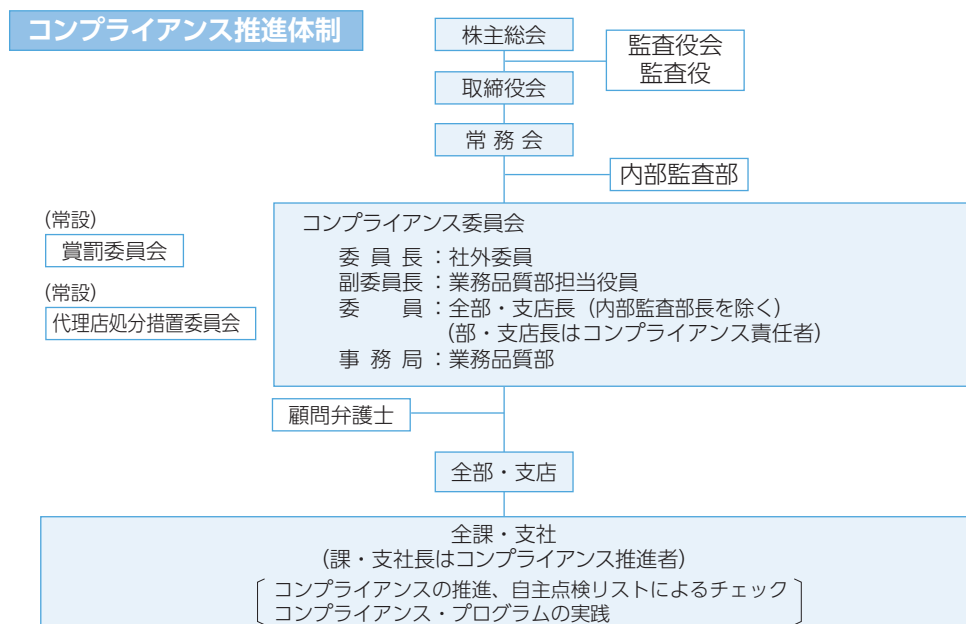 コンプライアンス推進体制
株主総会
監査役会
監査役
取締役会
常務会
内部監査部
(常設)
賞罰委員会
(常設)
代理店処分措置委員会
コンプライアンス委員会
委員長：社外委員
副委員長：業務品質部担当役員
委　員：全部・支店長（内部監査部長を除く）
（部・支店長はコンプライアンス責任者）
事務局：業務品質部
顧問弁護士
全部・支店
全課・支社
（課・支社長はコンプライアンス推進者）
コンプライアンスの推進、自主点検リストによるチェック
コンプライアンス・プログラムの実践